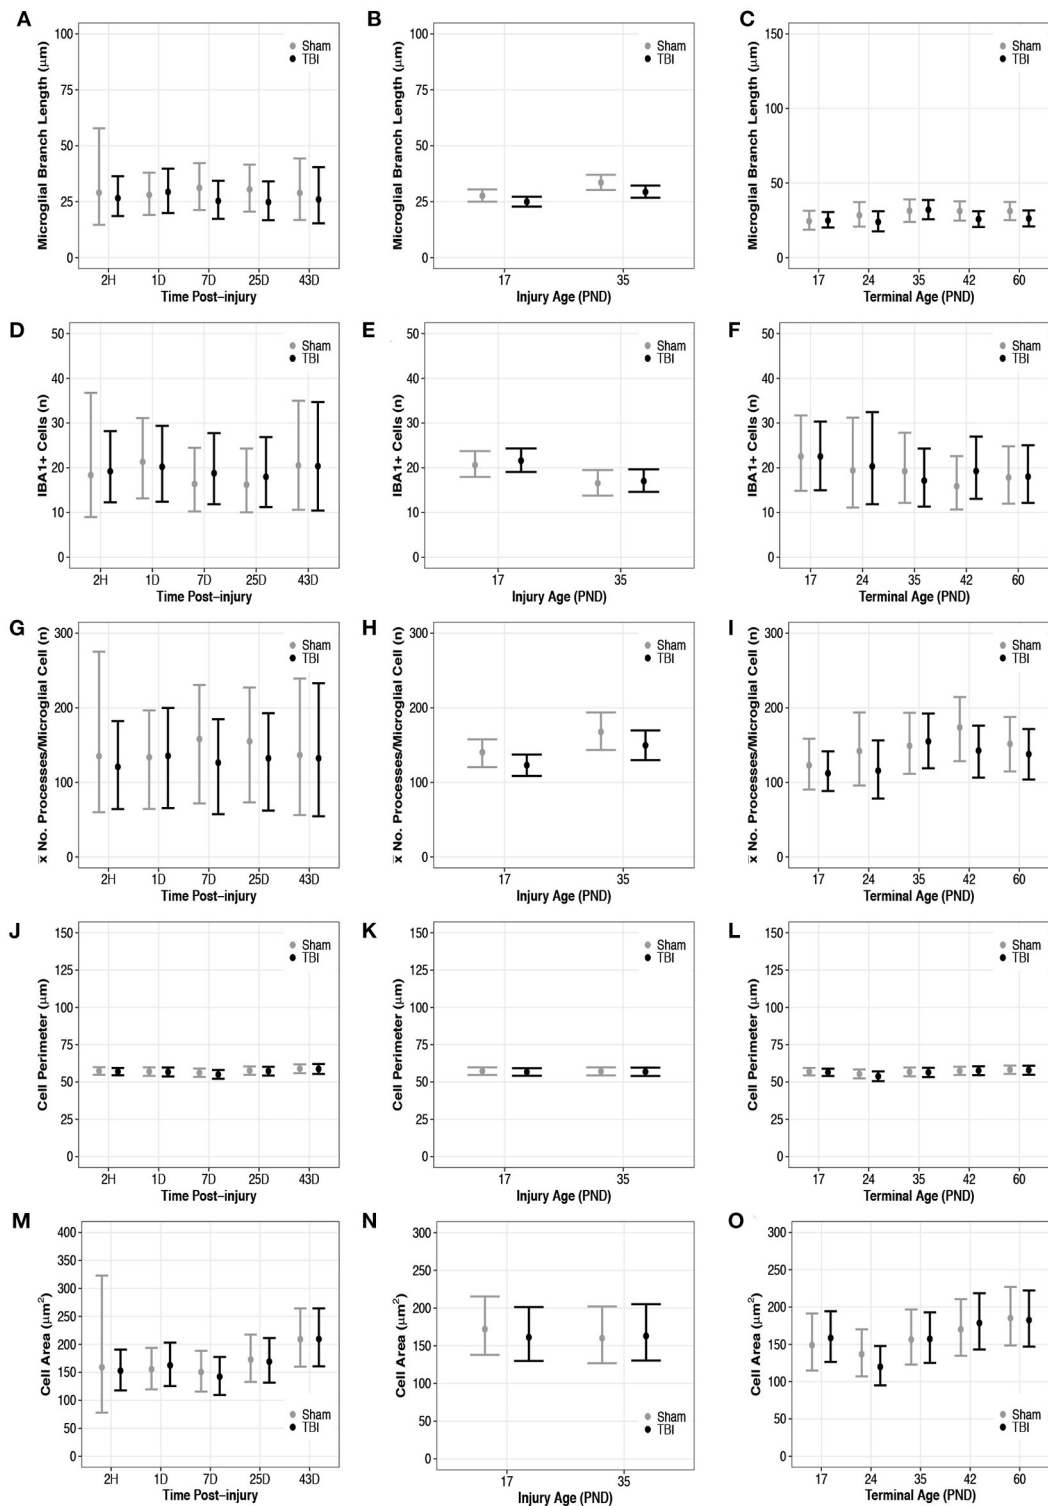 A
Microglial Branch Length (μm)
100
75
50
25
0
Sham
TBI
2H 1D 7D 25D 43D
Time Post–injury
B
Microglial Branch Length (μm)
100
75
50
25
0
Sham
TBI
17 35
Injury Age (PND)
C
Microglial Branch Length (μm)
150
100
50
0
Sham
TBI
17 24 35 42 60
Terminal Age (PND)
D
IBA1+ Cells (n)
50
40
30
20
10
0
Sham
TBI
2H 1D 7D 25D 43D
Time Post–injury
E
IBA1+ Cells (n)
50
40
30
20
10
0
Sham
TBI
17 35
Injury Age (PND)
F
IBA1+ Cells (n)
50
40
30
20
10
0
Sham
TBI
17 24 35 42 60
Terminal Age (PND)
G
x̅ No. Processes/Microglial Cell (n)
300
200
100
0
Sham
TBI
2H 1D 7D 25D 43D
Time Post–injury
H
x̅ No. Processes/Microglial Cell (n)
300
200
100
0
Sham
TBI
17 35
Injury Age (PND)
I
x̅ No. Processes/Microglial Cell (n)
300
200
100
0
Sham
TBI
17 24 35 42 60
Terminal Age (PND)
J
Cell Perimeter (μm)
150
125
100
75
50
25
0
Sham
TBI
2H 1D 7D 25D 43D
Time Post–injury
K
Cell Perimeter (μm)
150
125
100
75
50
25
0
Sham
TBI
17 35
Injury Age (PND)
L
Cell Perimeter (μm)
150
125
100
75
50
25
0
Sham
TBI
17 24 35 42 60
Terminal Age (PND)
M
Cell Area (μm²)
400
350
300
250
200
150
100
50
0
Sham
TBI
2H 1D 7D 25D 43D
Time Post–injury
N
Cell Area (μm²)
300
250
200
150
100
50
0
Sham
TBI
17 35
Injury Age (PND)
O
Cell Area (μm²)
300
250
200
150
100
50
0
Sham
TBI
17 24 35 42 60
Terminal Age (PND)